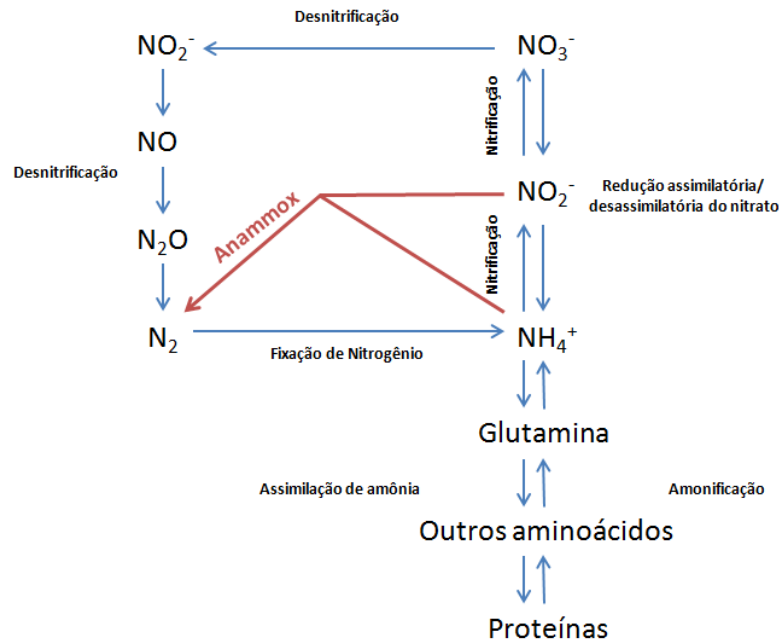 Desnitrificação
NO₂⁻
NO₃⁻
Nitrificação
NO
Desnitrificação
Anammox
NO₂⁻
Redução assimilatória/
desassimilatória do nitrato
Nitrificação
N₂O
N₂
Fixação de Nitrogênio
NH₄⁺
Glutamina
Assimilação de amônia
Amonificação
Outros aminoácidos
Proteínas